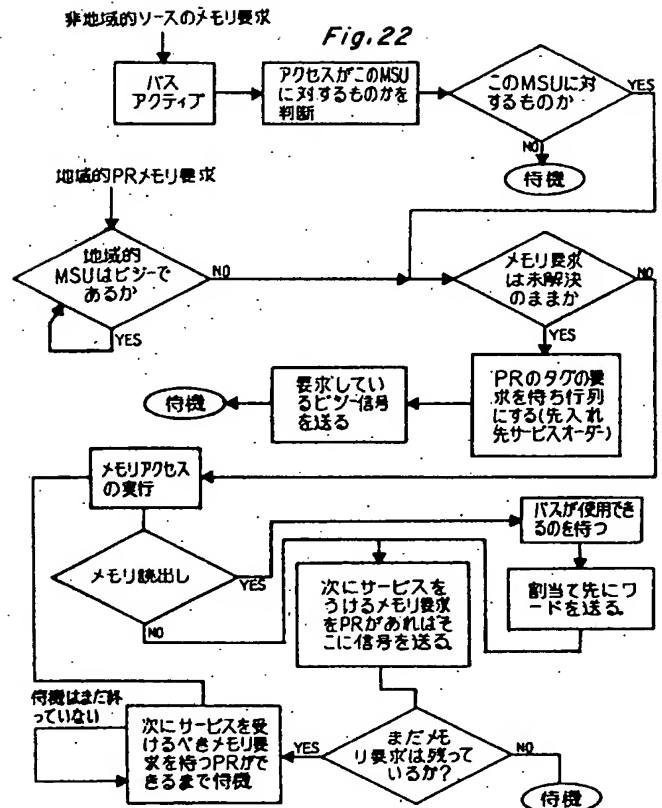 非地域的ソースのメモリ要求
Fig.22
バス
アクティブ
アクセスがこのMSU
に対するものかを
判断
このMSUに対
するものか
YES
NO
待機
地域的PRメモリ要求
地域的
MSUはビジーで
あるか
NO
YES
メモリ要求
は未解決
のままか
NO
YES
PRのタグの要
求を待ち行列
にする(先入れ
先サービスオーダー)
要求してい
るビジー信号
を送る
待機
メモリアクセス
の実行
メモリ読出し
YES
NO
バスが使用でき
るのを待つ
割当て先にワ
ードを送る.
次にサービスを
うけるメモリ要求
をPRがあればそ
こに信号を送る.
まだメモ
リ要求は残って
いるか?
YES
NO
待機
待機はまだ終
っていない
次にサービスを受
けるべきメモリ要
求を待つPRがで
きるまで待機